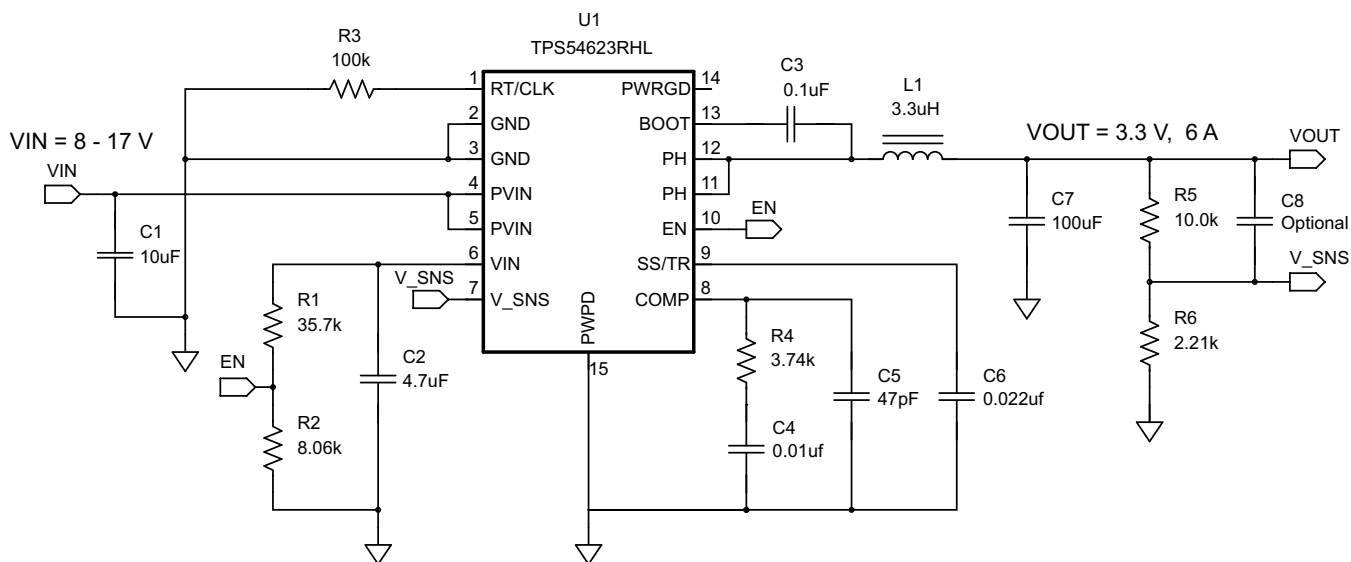 U1
TPS54623RHL
R3
100k
1
RT/CLK
PWRGD
14
C3
0.1uF
L1
3.3uH
2
GND
BOOT
13
VIN = 8 - 17 V
VOUT = 3.3 V, 6 A
VOUT
3
GND
PH
12
VIN
4
PVIN
PH
11
C1
10uF
5
PVIN
EN
10
EN
C7
100uF
R5
10.0k
C8
Optional
6
VIN
SS/TR
9
V_SNS
V_SNS
7
V_SNS
COMP
8
R1
35.7k
PWPD
15
R4
3.74k
R6
2.21k
EN
C2
4.7uF
C5
47pF
C6
0.022uf
R2
8.06k
C4
0.01uf